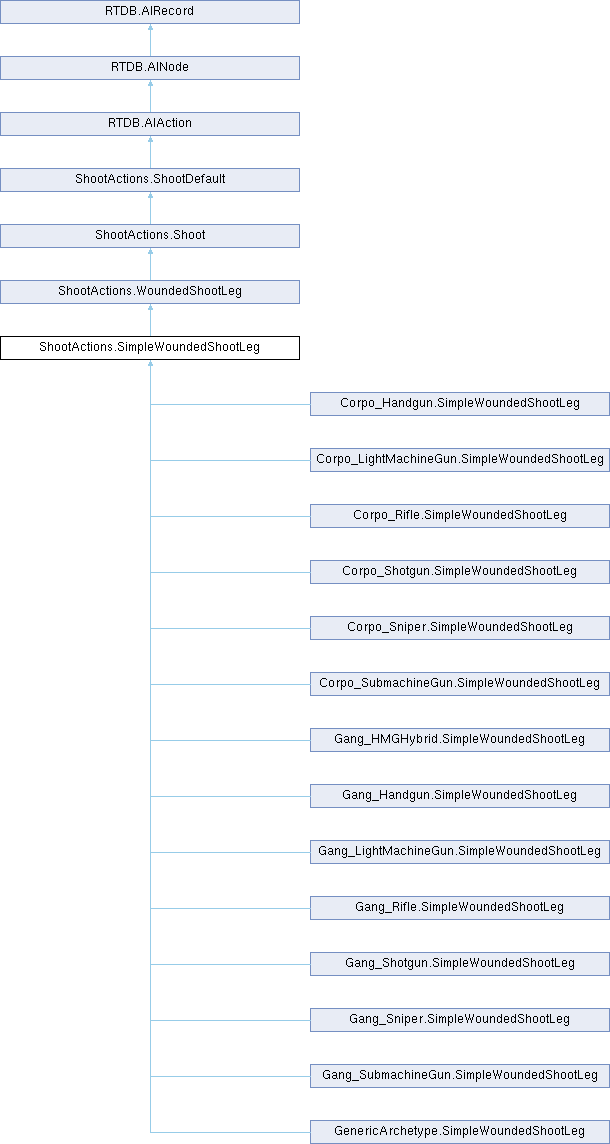 RTDB.AIRecord
RTDB.AINode
RTDB.AIAction
ShootActions.ShootDefault
ShootActions.Shoot
ShootActions.WoundedShootLeg
ShootActions.SimpleWoundedShootLeg
Corpo_Handgun.SimpleWoundedShootLeg
Corpo_LightMachineGun.SimpleWoundedShootLeg
Corpo_Rifle.SimpleWoundedShootLeg
Corpo_Shotgun.SimpleWoundedShootLeg
Corpo_Sniper.SimpleWoundedShootLeg
Corpo_SubmachineGun.SimpleWoundedShootLeg
Gang_HMGHybrid.SimpleWoundedShootLeg
Gang_Handgun.SimpleWoundedShootLeg
Gang_LightMachineGun.SimpleWoundedShootLeg
Gang_Rifle.SimpleWoundedShootLeg
Gang_Shotgun.SimpleWoundedShootLeg
Gang_Sniper.SimpleWoundedShootLeg
Gang_SubmachineGun.SimpleWoundedShootLeg
GenericArchetype.SimpleWoundedShootLeg